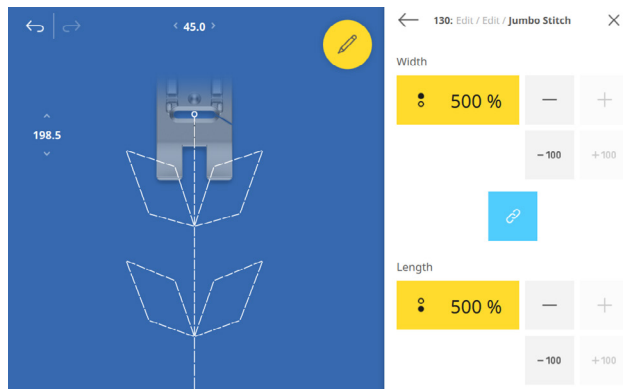 45.0
198.5
130: Edit / Edit / Jumbo Stitch
Width
500 %
− 100
+ 100
Length
500 %
− 100
+ 100